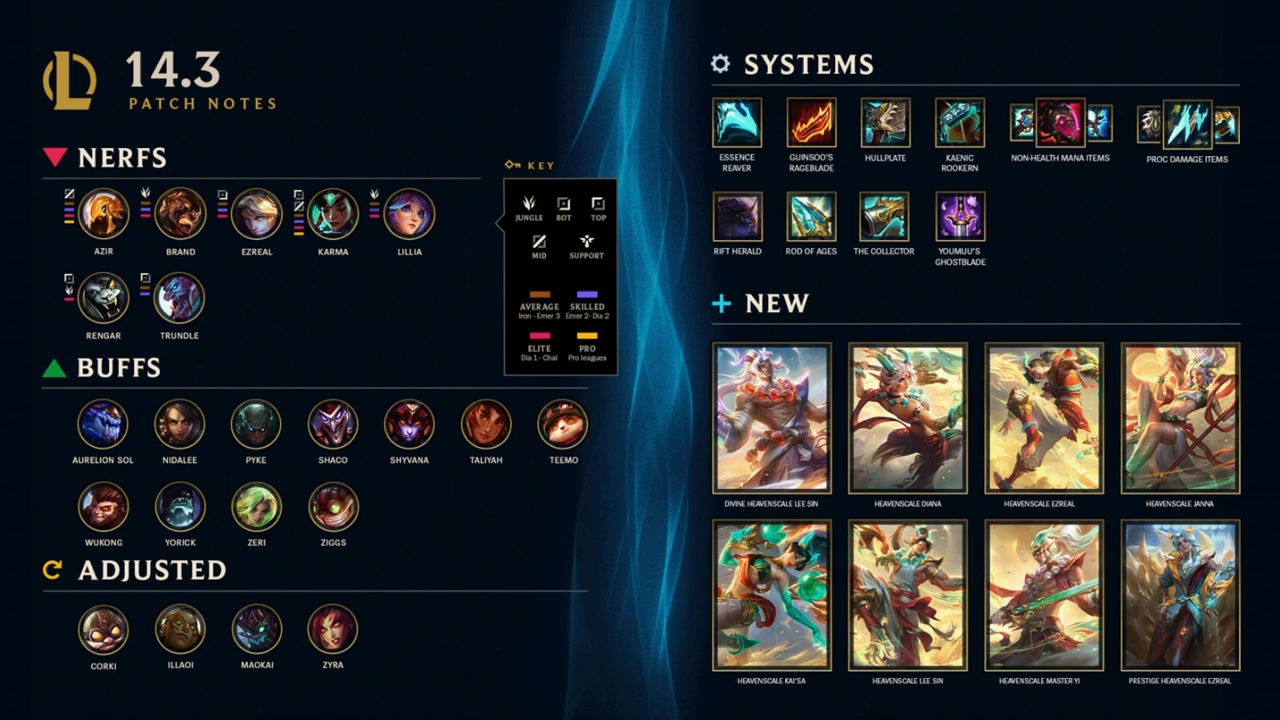 14.3
PATCH NOTES
NERFS
AZIR
BRAND
EZREAL
KARMA
LILLIA
RENGAR
TRUNDLE
KEY
JUNGLE
BOT
TOP
MID
SUPPORT
AVERAGE
Iron - Emer 3
SKILLED
Emer 2- Dia 2
ELITE
Dia 1 - Chal
PRO
Pro leagues
BUFFS
AURELION SOL
NIDALEE
PYKE
SHACO
SHYVANA
TALIYAH
TEEMO
WUKONG
YORICK
ZERI
ZIGGS
ADJUSTED
CORKI
ILLAOI
MAOKAI
ZYRA
SYSTEMS
ESSENCE
REAVER
GUINSOO'S
RAGEBLADE
HULLPLATE
KAENIC
ROOKERN
NON-HEALTH MANA ITEMS
PROC DAMAGE ITEMS
RIFT HERALD
ROD OF AGES
THE COLLECTOR
YOUMUU'S
GHOSTBLADE
NEW
DIVINE HEAVENSCALE LEE SIN
HEAVENSCALE DIANA
HEAVENSCALE EZREAL
HEAVENSCALE JANNA
HEAVENSCALE KAI'SA
HEAVENSCALE LEE SIN
HEAVENSCALE MASTER YI
PRESTIGE HEAVENSCALE EZREAL